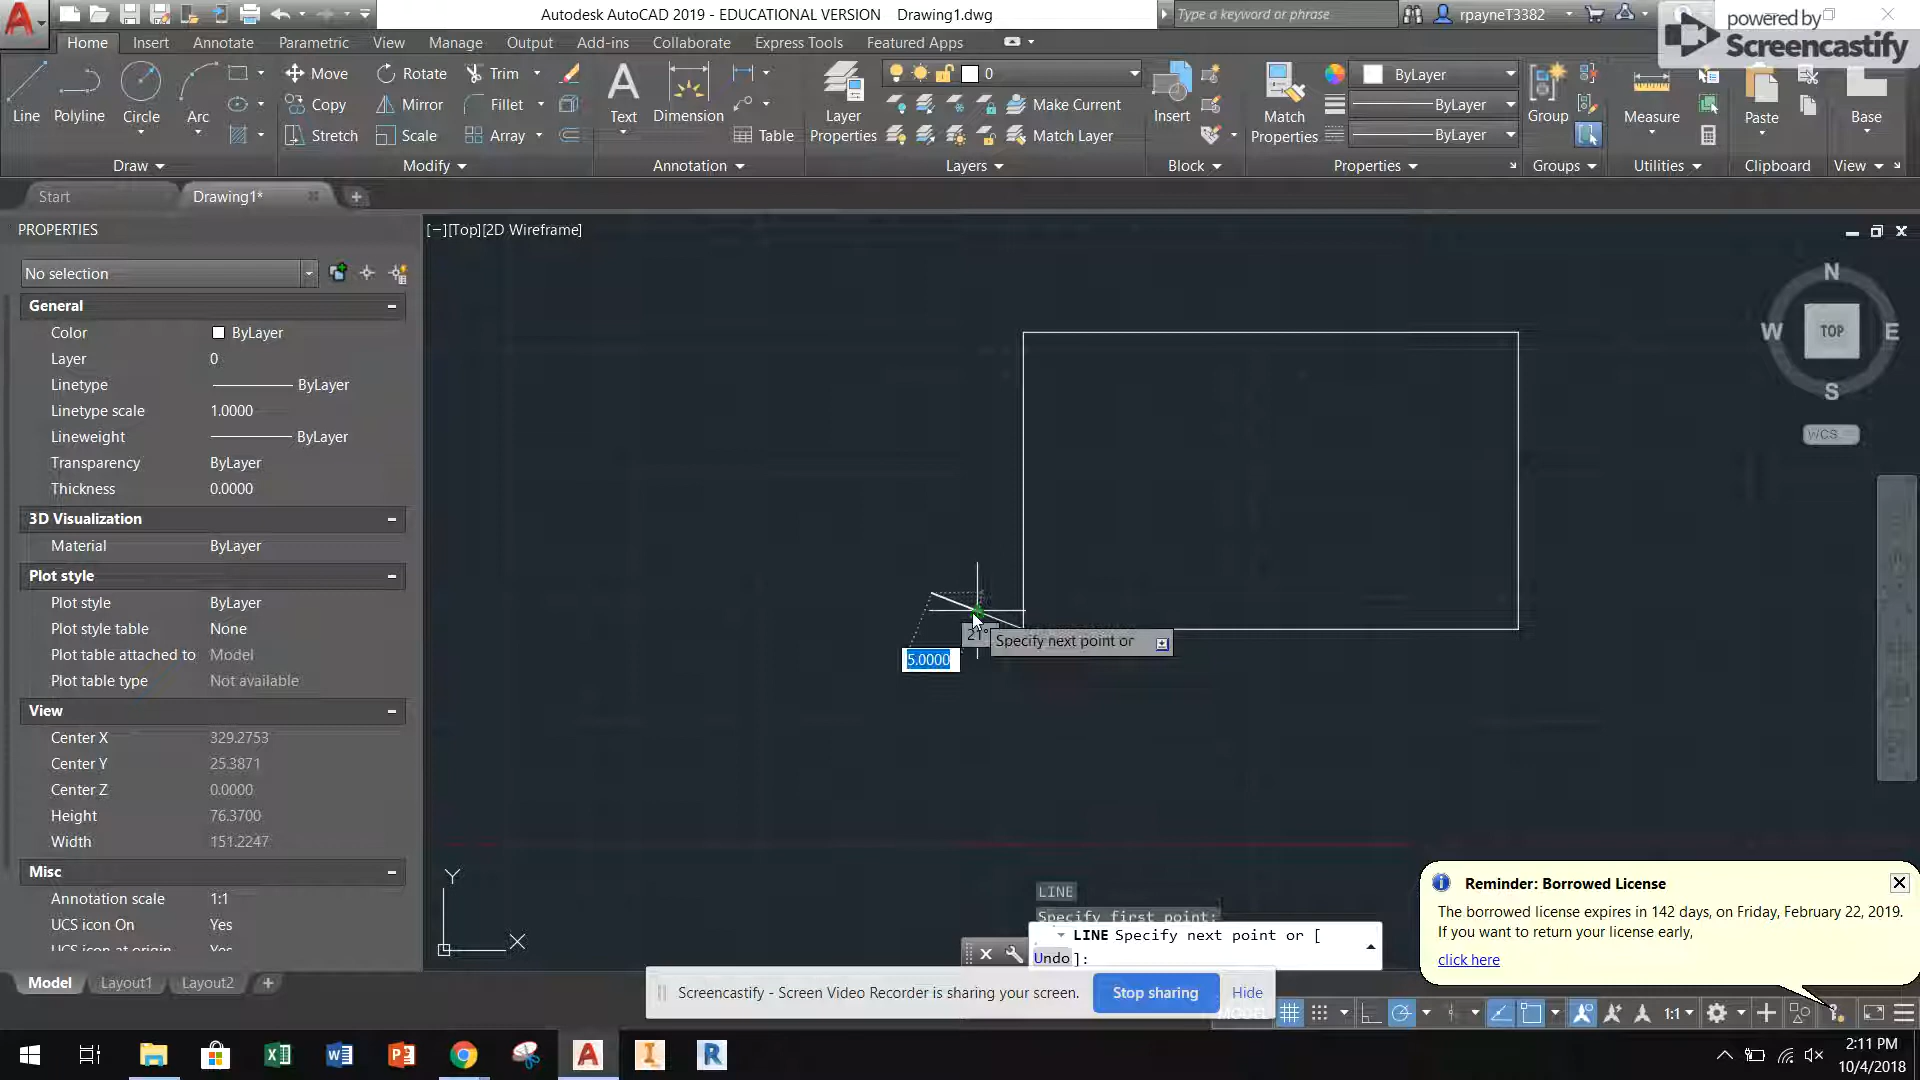 Autodesk AutoCAD 2019 - EDUCATIONAL VERSION Drawing1.dwg
Type a keyword or phrase
rpayneT3382
powered by
Screencastify
Home Insert Annotate Parametric View Manage Output Add-ins Collaborate Express Tools Featured Apps
Line Polyline Circle Arc
Move Rotate Trim
Copy Mirror Fillet
Stretch Scale Array
Text Dimension Table
Layer Properties
0
Make Current
Match Layer
Insert
Match Properties
ByLayer
ByLayer
ByLayer
Group
Measure
Paste
Base
Draw Modify Annotation Layers Block Properties Groups Utilities Clipboard View
Start Drawing1*
PROPERTIES
[−][Top][2D Wireframe]
No selection
General
Color ByLayer
Layer 0
Linetype ByLayer
Linetype scale 1.0000
Lineweight ByLayer
Transparency ByLayer
Thickness 0.0000
3D Visualization
Material ByLayer
Plot style
Plot style ByLayer
Plot style table None
Plot table attached to Model
Plot table type Not available
View
Center X 329.2753
Center Y 25.3871
Center Z 0.0000
Height 76.3700
Width 151.2247
Misc
Annotation scale 1:1
UCS icon On Yes
UCS icon at origin Yes
N
W TOP E
S
WCS
21°
Specify next point or
5.0000
Y
X
LINE
Specify first point:
LINE Specify next point or [
Undo]:
Reminder: Borrowed License
The borrowed license expires in 142 days, on Friday, February 22, 2019.
If you want to return your license early,
click here
Model Layout1 Layout2
Screencastify - Screen Video Recorder is sharing your screen. Stop sharing Hide
MODEL
1:1
2:11 PM
10/4/2018